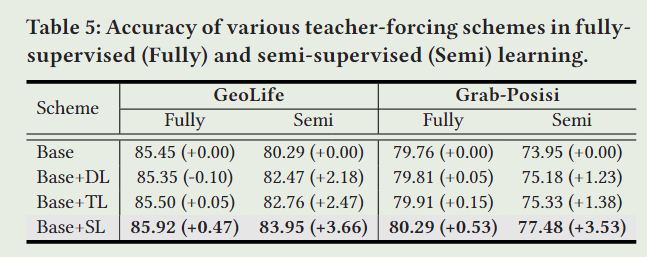 Table 5: Accuracy of various teacher-forcing schemes in fully-
supervised (Fully) and semi-supervised (Semi) learning.
Scheme GeoLife Grab-Posisi
Fully Semi Fully Semi
Base 85.45 (+0.00) 80.29 (+0.00) 79.76 (+0.00) 73.95 (+0.00)
Base+DL 85.35 (-0.10) 82.47 (+2.18) 79.81 (+0.05) 75.18 (+1.23)
Base+TL 85.50 (+0.05) 82.76 (+2.47) 79.91 (+0.15) 75.33 (+1.38)
Base+SL 85.92 (+0.47) 83.95 (+3.66) 80.29 (+0.53) 77.48 (+3.53)